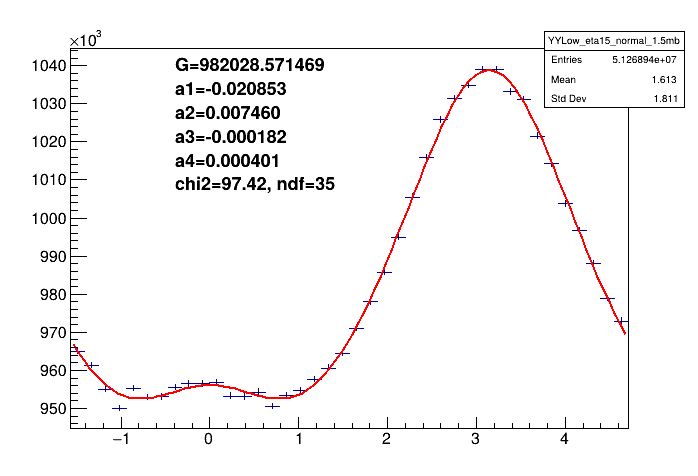 ×10³
YYLow_eta15_normal_1.5mb
Entries 5.126894e+07
Mean 1.613
Std Dev 1.811
G=982028.571469
a1=-0.020853
a2=0.007460
a3=-0.000182
a4=0.000401
chi2=97.42, ndf=35
1040
1030
1020
1010
1000
990
980
970
960
950
−1 0 1 2 3 4